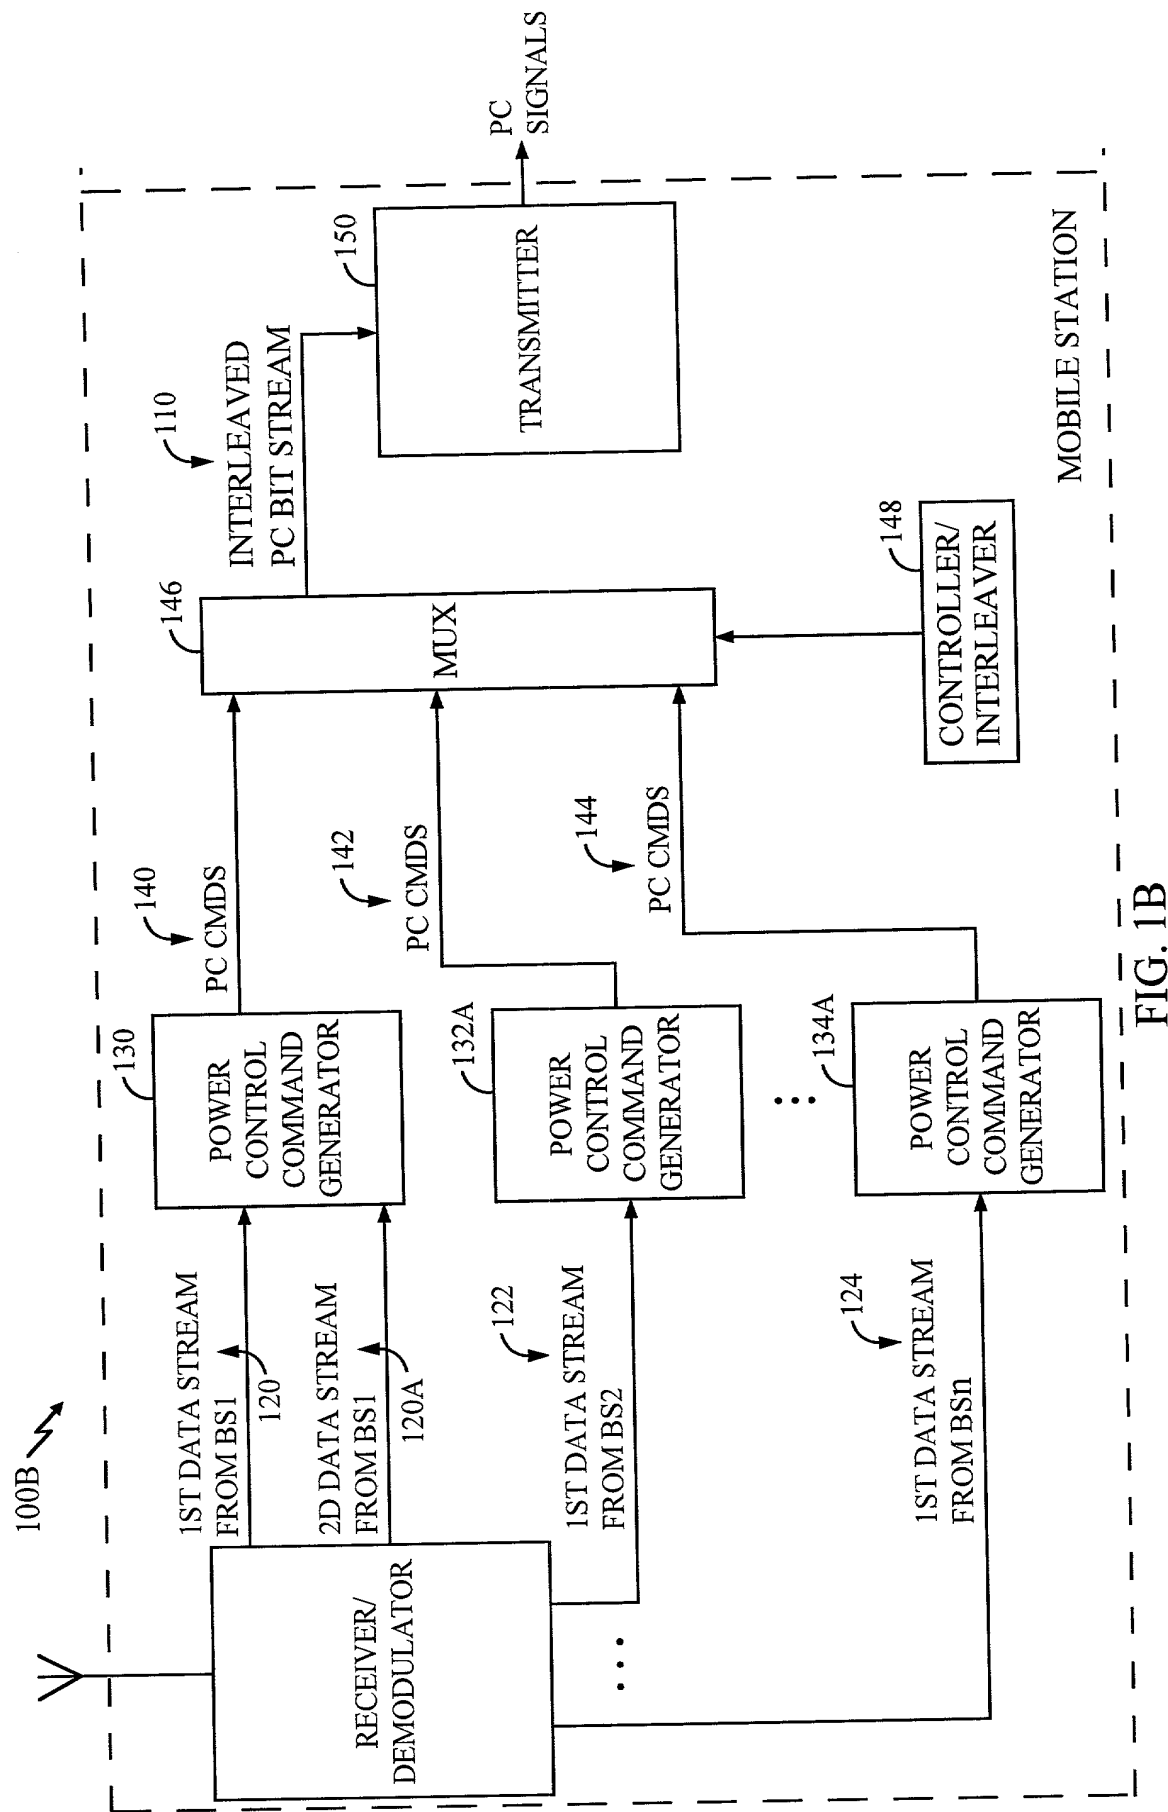 100B
RECEIVER/
DEMODULATOR
1ST DATA STREAM
FROM BS1
120
2D DATA STREAM
FROM BS1
120A
122
1ST DATA STREAM
FROM BS2
124
1ST DATA STREAM
FROM BSn
130
POWER
CONTROL
COMMAND
GENERATOR
132A
POWER
CONTROL
COMMAND
GENERATOR
134A
POWER
CONTROL
COMMAND
GENERATOR
140
PC CMDS
142
PC CMDS
144
PC CMDS
146
MUX
148
CONTROLLER/
INTERLEAVER
110
INTERLEAVED
PC BIT STREAM
150
TRANSMITTER
PC
SIGNALS
MOBILE STATION
FIG. 1B